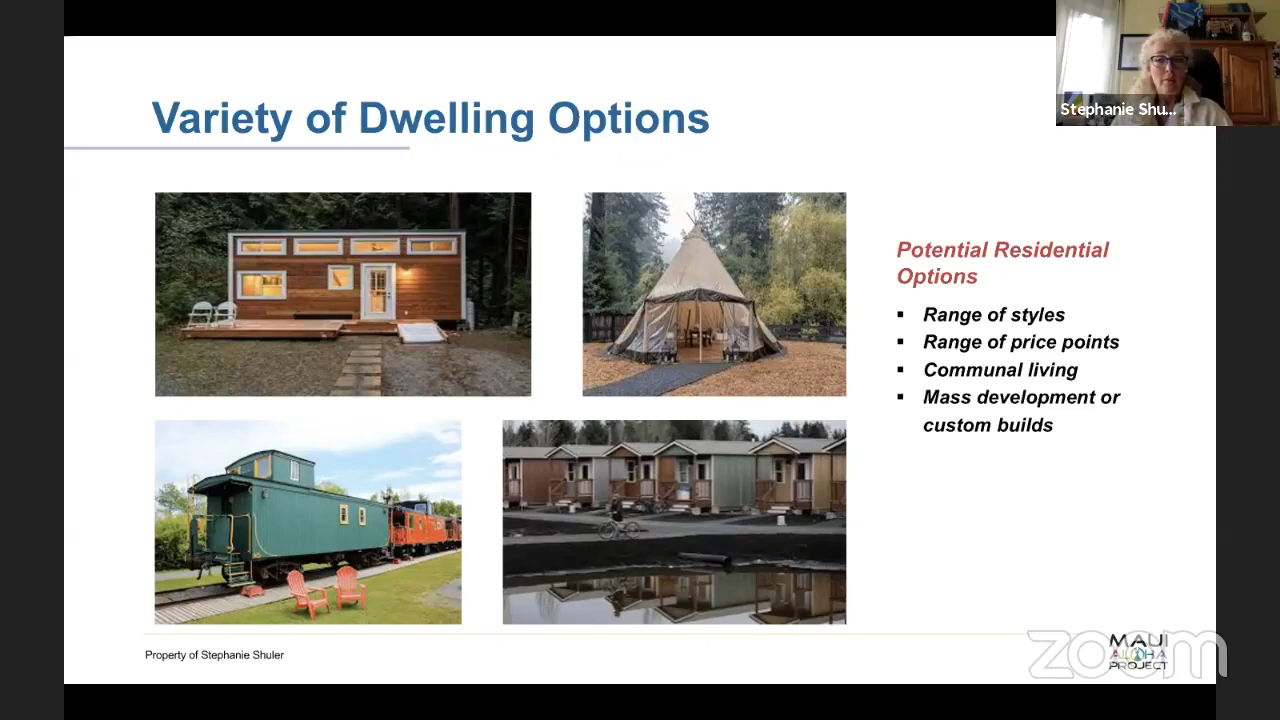 Variety of Dwelling Options
Stephanie Shu...
Potential Residential
Options
▪ Range of styles
▪ Range of price points
▪ Communal living
▪ Mass development or
custom builds
Property of Stephanie Shuler
MAUI
ALOHA
PROJECT
zoom